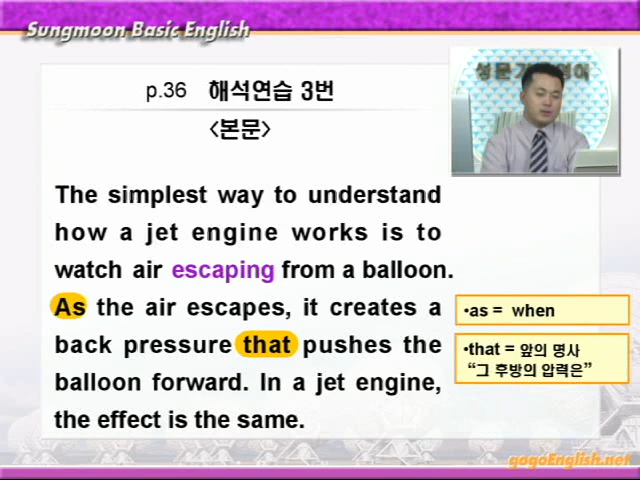 Sungmoon Basic English
p.36 해석연습 3번
<본문>
The simplest way to understand
how a jet engine works is to
watch air escaping from a balloon.
As the air escapes, it creates a
back pressure that pushes the
balloon forward. In a jet engine,
the effect is the same.
•as = when
•that = 앞의 명사
“그 후방의 압력은”
gogoEnglish.net